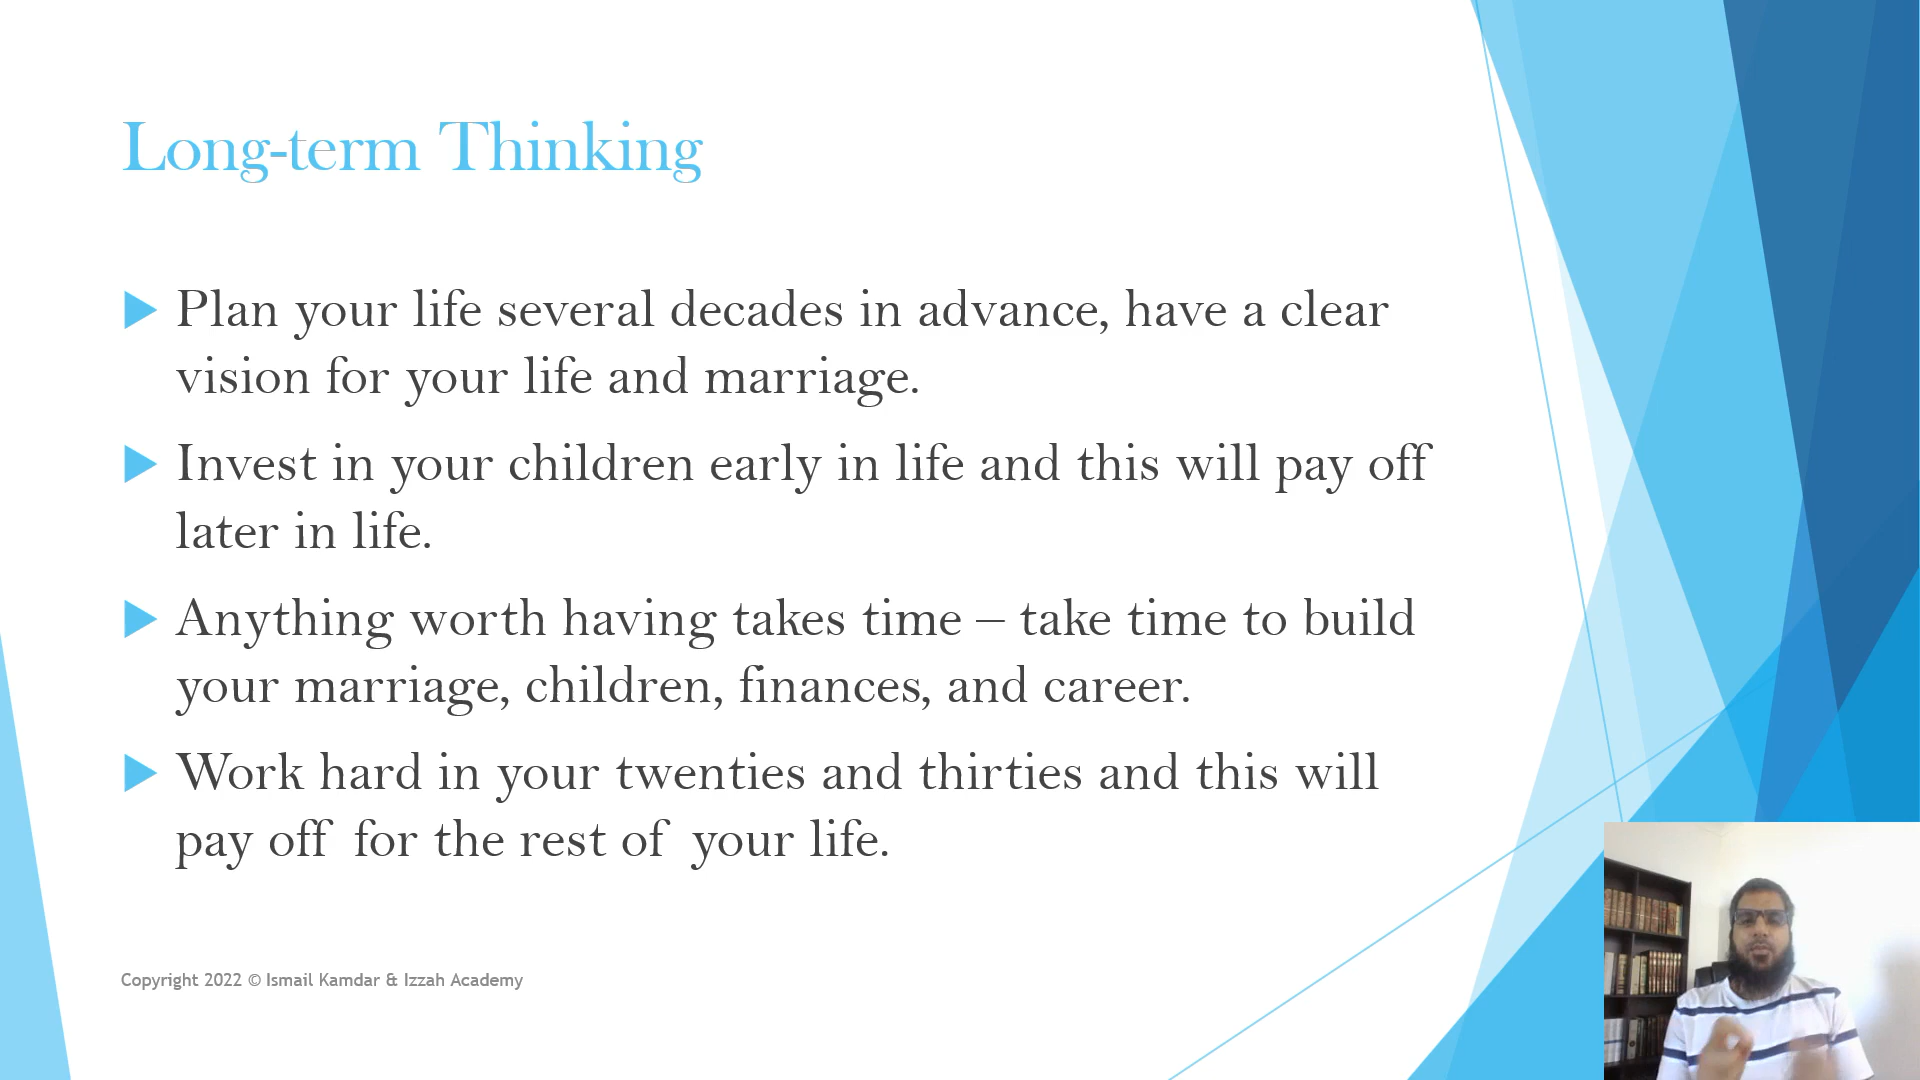 Long-term Thinking
Plan your life several decades in advance, have a clear
vision for your life and marriage.
Invest in your children early in life and this will pay off
later in life.
Anything worth having takes time – take time to build
your marriage, children, finances, and career.
Work hard in your twenties and thirties and this will
pay off for the rest of your life.
Copyright 2022 © Ismail Kamdar & Izzah Academy